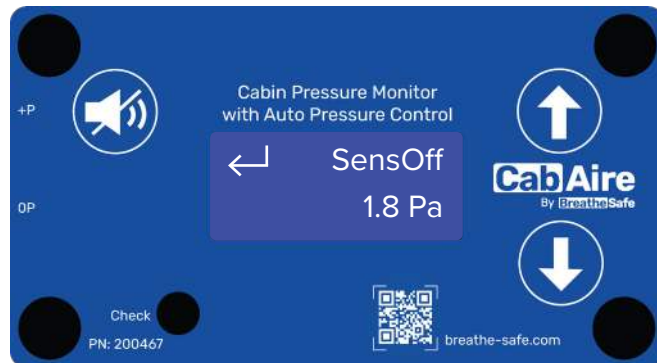 +P
Cabin Pressure Monitor
with Auto Pressure Control
SensOff
1.8 Pa
CabAire
By BreatheSafe
0P
Check
PN: 200467
breathe-safe.com